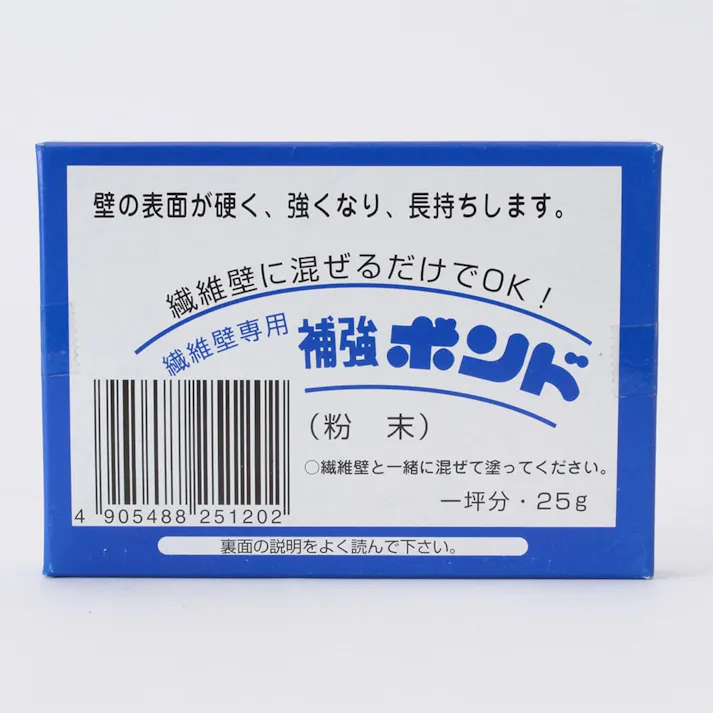 壁の表面が硬く、強くなり、長持ちします。
繊維壁に混ぜるだけでOK！
繊維壁専用 補強ボンド
（粉　末）
○繊維壁と一緒に混ぜて塗ってください。
一坪分・25g
4 905488 251202
裏面の説明をよく読んで下さい。